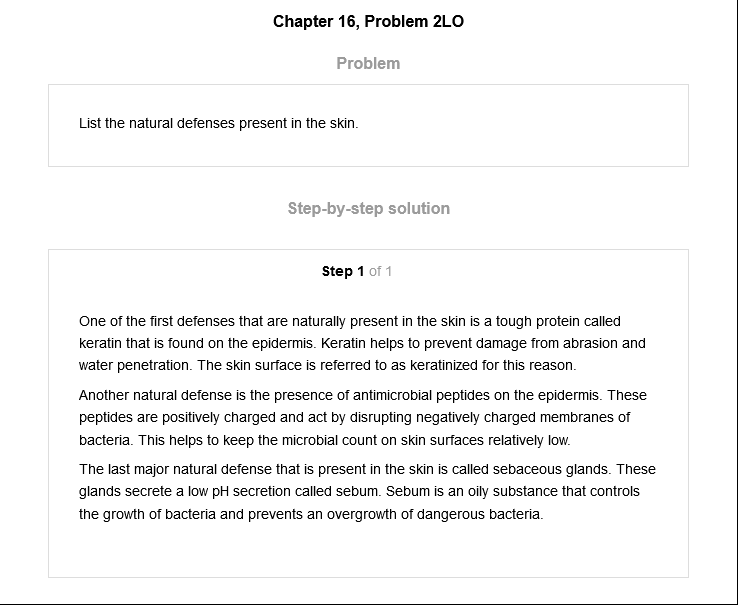 Chapter 16, Problem 2LO
Problem
List the natural defenses present in the skin.
Step-by-step solution
Step 1 of 1
One of the first defenses that are naturally present in the skin is a tough protein called
keratin that is found on the epidermis. Keratin helps to prevent damage from abrasion and
water penetration. The skin surface is referred to as keratinized for this reason.
Another natural defense is the presence of antimicrobial peptides on the epidermis. These
peptides are positively charged and act by disrupting negatively charged membranes of
bacteria. This helps to keep the microbial count on skin surfaces relatively low.
The last major natural defense that is present in the skin is called sebaceous glands. These
glands secrete a low pH secretion called sebum. Sebum is an oily substance that controls
the growth of bacteria and prevents an overgrowth of dangerous bacteria.